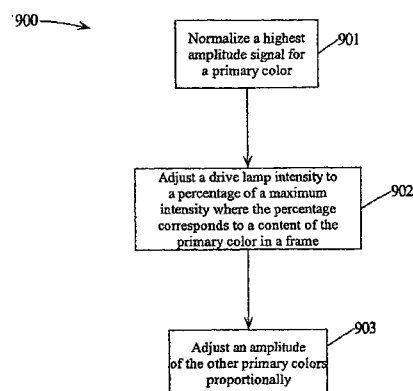 900
Normalize a highest
amplitude signal for
a primary color
901
Adjust a drive lamp intensity to
a percentage of a maximum
intensity where the percentage
corresponds to a content of the
primary color in a frame
902
Adjust an amplitude
of the other primary colors
proportionally
903